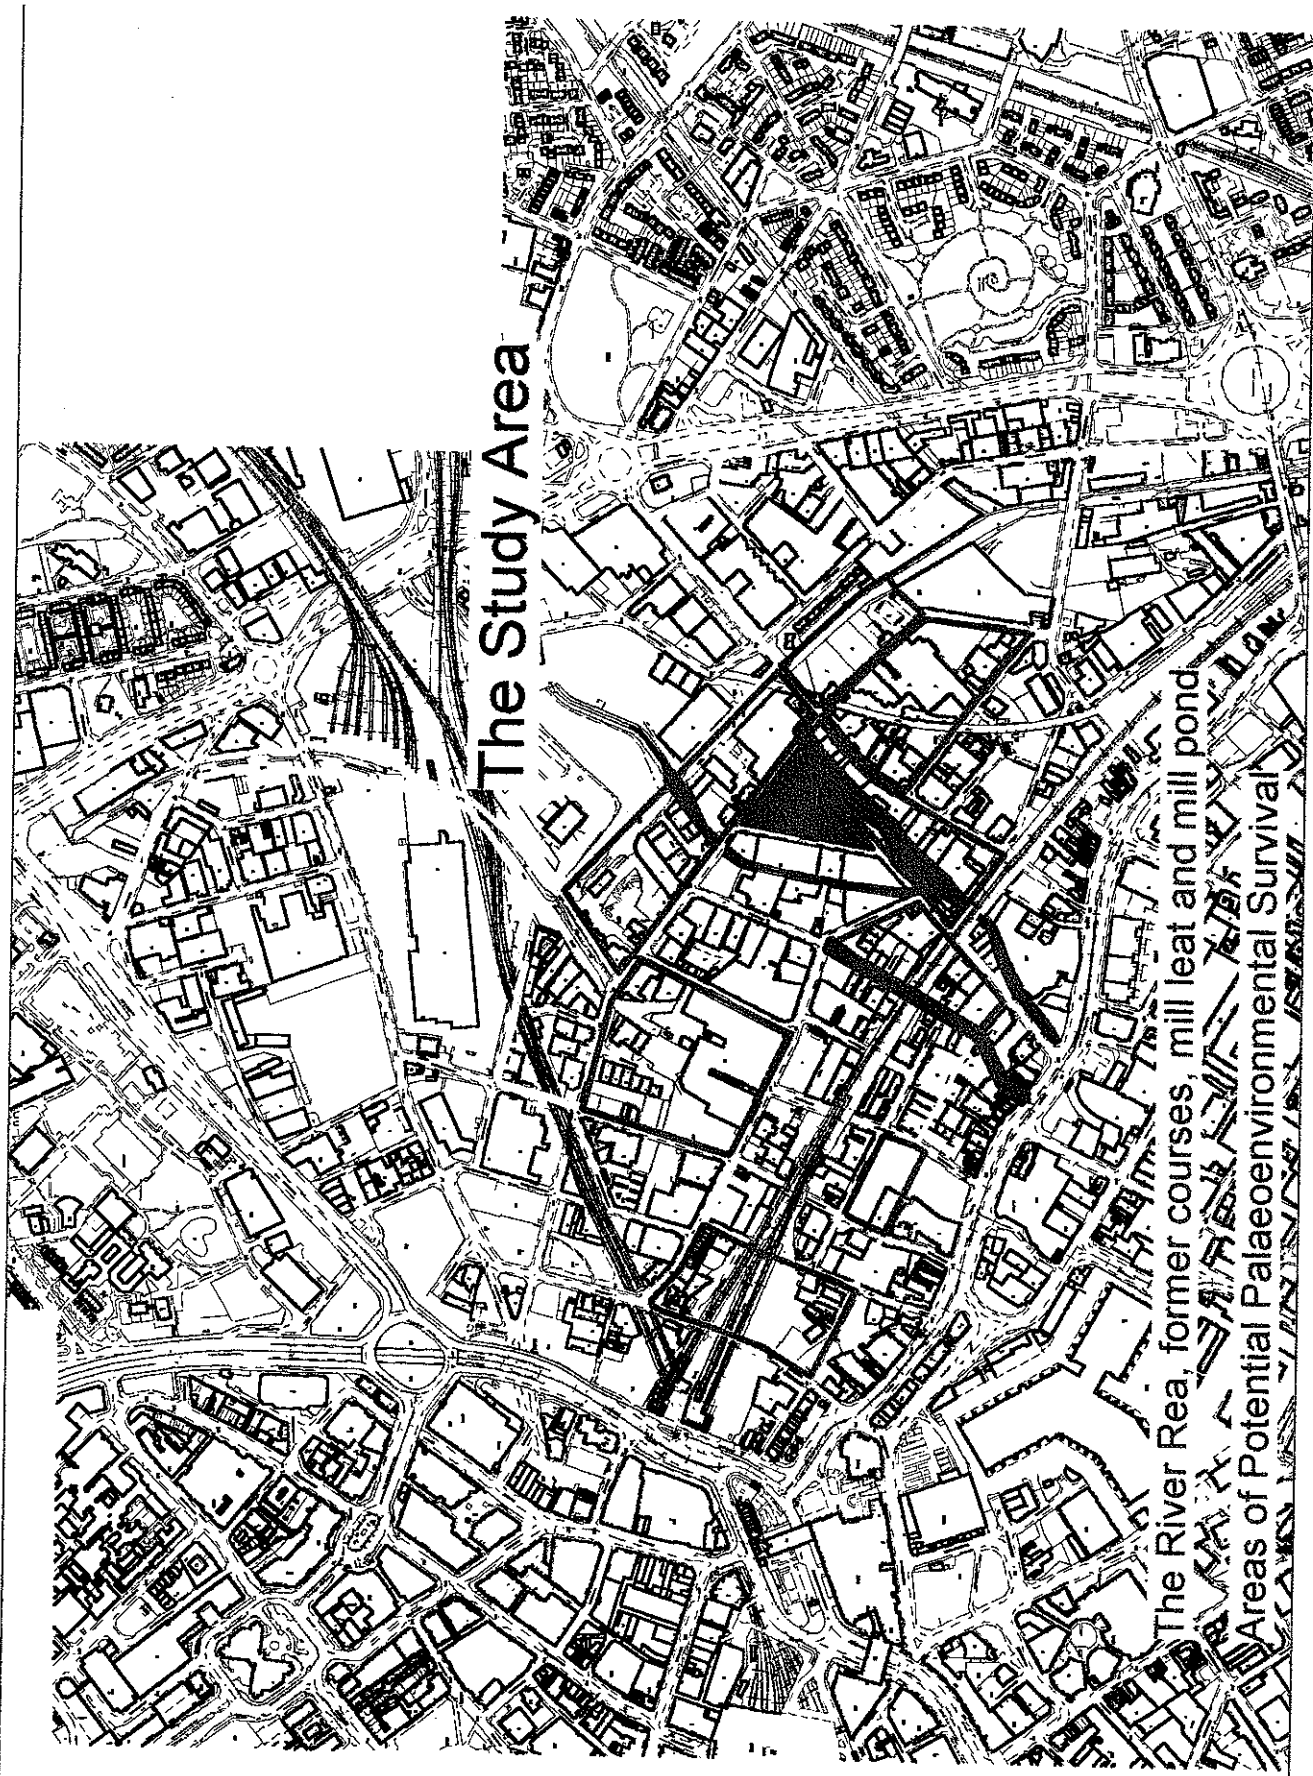 The Study Area
The River Rea, former courses, mill leat and mill pond
Areas of Potential Palaeoenvironmental Survival